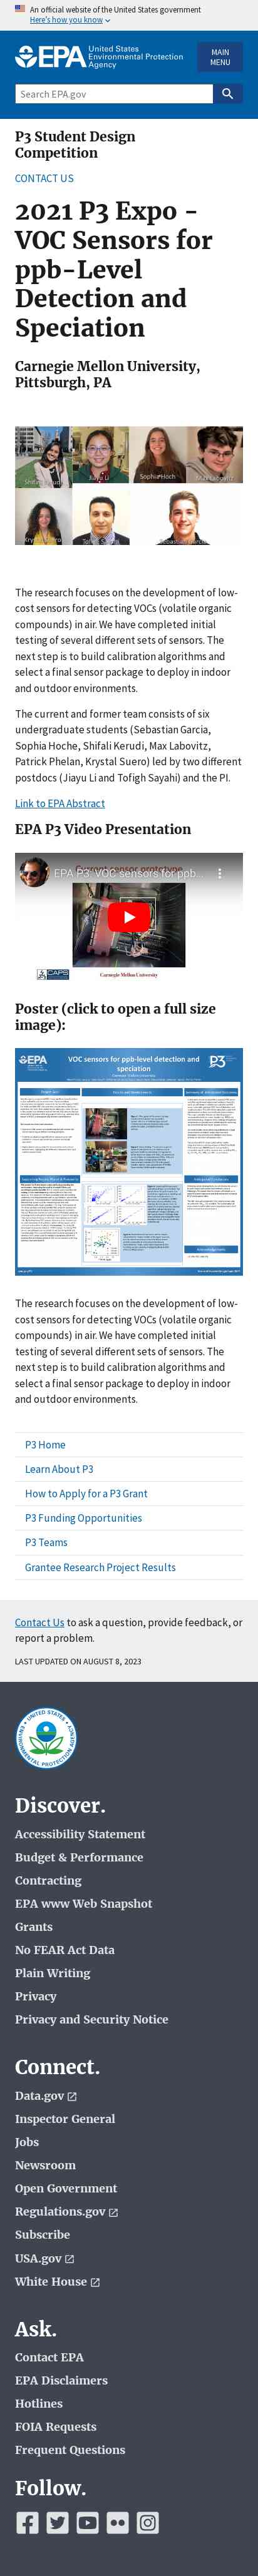 An official website of the United States government
Here's how you know
EPA United States
Environmental Protection
Agency
MAIN
MENU
Search EPA.gov
P3 Student Design
Competition
CONTACT US
2021 P3 Expo -
VOC Sensors for
ppb-Level
Detection and
Speciation
Carnegie Mellon University,
Pittsburgh, PA
Jiayu Li
Sophia Hoch
The research focuses on the development of low-
cost sensors for detecting VOCs (volatile organic
compounds) in air. We have completed initial
testing of several different sets of sensors. The
next step is to build calibration algorithms and
select a final sensor package to deploy in indoor
and outdoor environments.
The current and former team consists of six
undergraduate students (Sebastian Garcia,
Sophia Hoche, Shifali Kerudi, Max Labovitz,
Patrick Phelan, Krystal Suero) led by two different
postdocs (Jiayu Li and Tofigh Sayahi) and the PI.
Link to EPA Abstract
EPA P3 Video Presentation
Current sensor prototype
EPA P3: VOC sensors for ppb...
CAPS
Carnegie Mellon University
Poster (click to open a full size
image):
EPA
VOC sensors for ppb-level detection and
speciation
P3
The research focuses on the development of low-
cost sensors for detecting VOCs (volatile organic
compounds) in air. We have completed initial
testing of several different sets of sensors. The
next step is to build calibration algorithms and
select a final sensor package to deploy in indoor
and outdoor environments.
P3 Home
Learn About P3
How to Apply for a P3 Grant
P3 Funding Opportunities
P3 Teams
Grantee Research Project Results
Contact Us to ask a question, provide feedback, or
report a problem.
LAST UPDATED ON AUGUST 8, 2023
UNITED STATES
Discover.
Accessibility Statement
Budget & Performance
Contracting
EPA www Web Snapshot
Grants
No FEAR Act Data
Plain Writing
Privacy
Privacy and Security Notice
Connect.
Data.gov
Inspector General
Jobs
Newsroom
Open Government
Regulations.gov
Subscribe
USA.gov
White House
Ask.
Contact EPA
EPA Disclaimers
Hotlines
FOIA Requests
Frequent Questions
Follow.